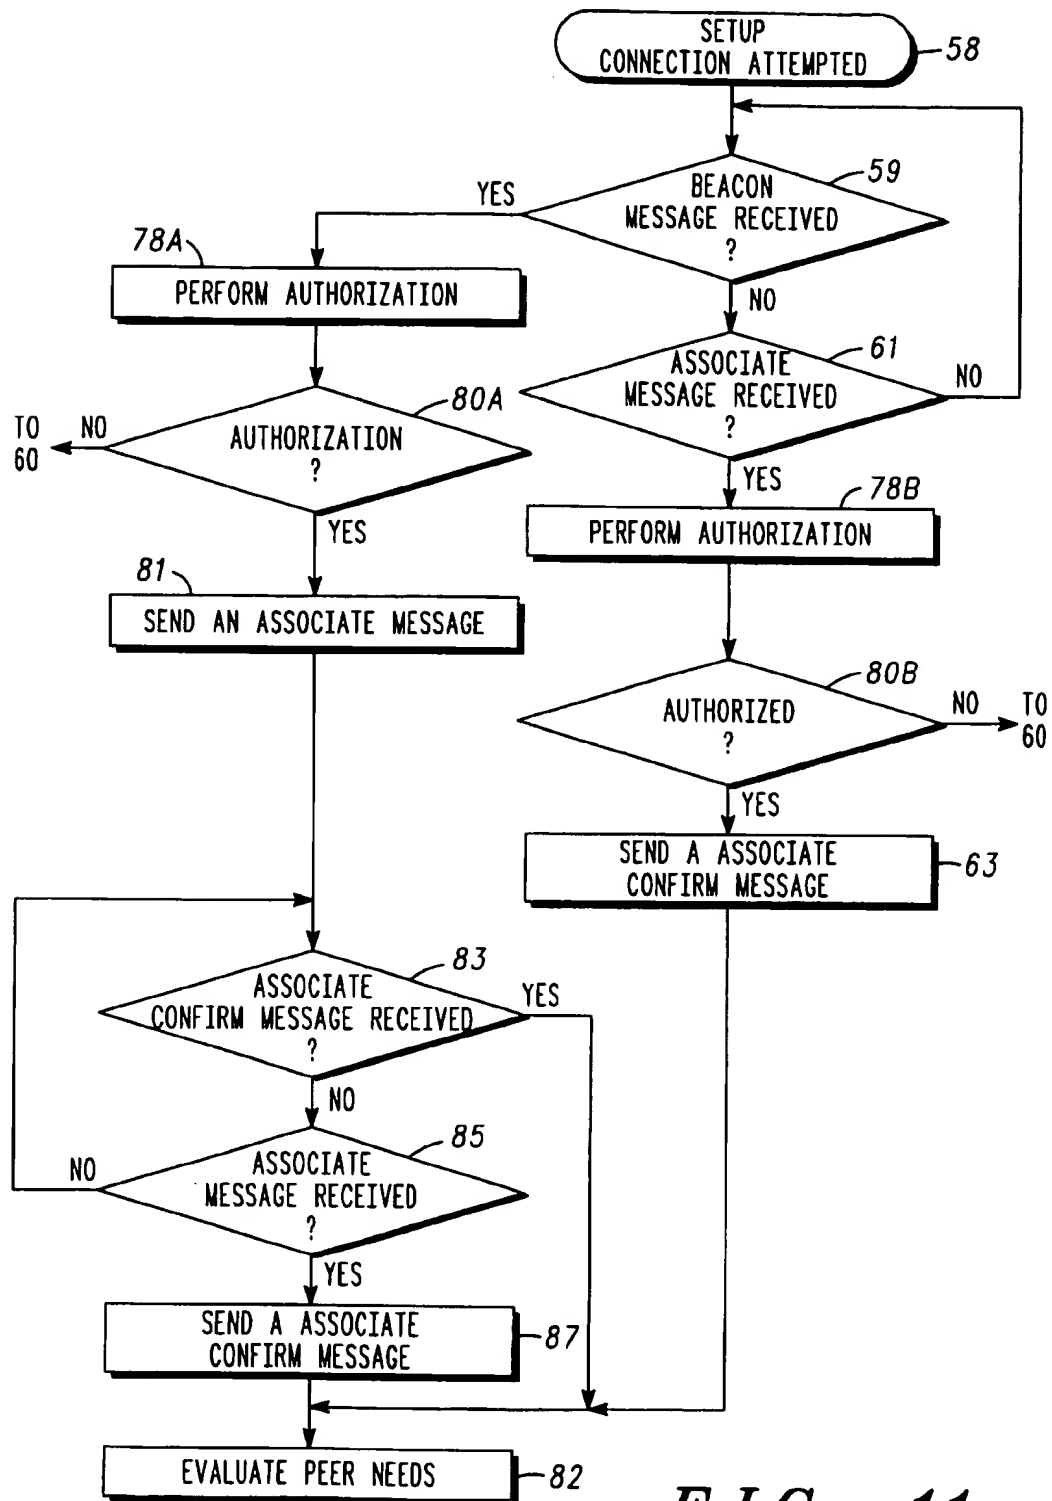 SETUP
CONNECTION ATTEMPTED
58
BEACON
MESSAGE RECEIVED
?
59
YES
NO
78A
PERFORM AUTHORIZATION
ASSOCIATE
MESSAGE RECEIVED
?
61
NO
YES
80A
AUTHORIZATION
?
NO
TO
60
YES
78B
PERFORM AUTHORIZATION
81
SEND AN ASSOCIATE MESSAGE
80B
AUTHORIZED
?
NO
TO
60
YES
SEND A ASSOCIATE
CONFIRM MESSAGE
63
83
ASSOCIATE
CONFIRM MESSAGE RECEIVED
?
YES
NO
85
ASSOCIATE
MESSAGE RECEIVED
?
NO
YES
SEND A ASSOCIATE
CONFIRM MESSAGE
87
EVALUATE PEER NEEDS
82
FIG. 11